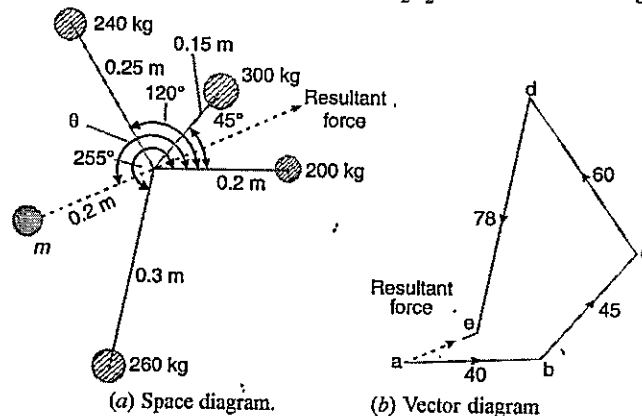 240 kg
0.15 m
300 kg
0.25 m
120°
45°
Resultant
force
θ
255°
0.2 m
200 kg
0.2 m
m
0.3 m
260 kg
(a) Space diagram.
d
60
78
Resultant
force
e
45
a
40
b
(b) Vector diagram